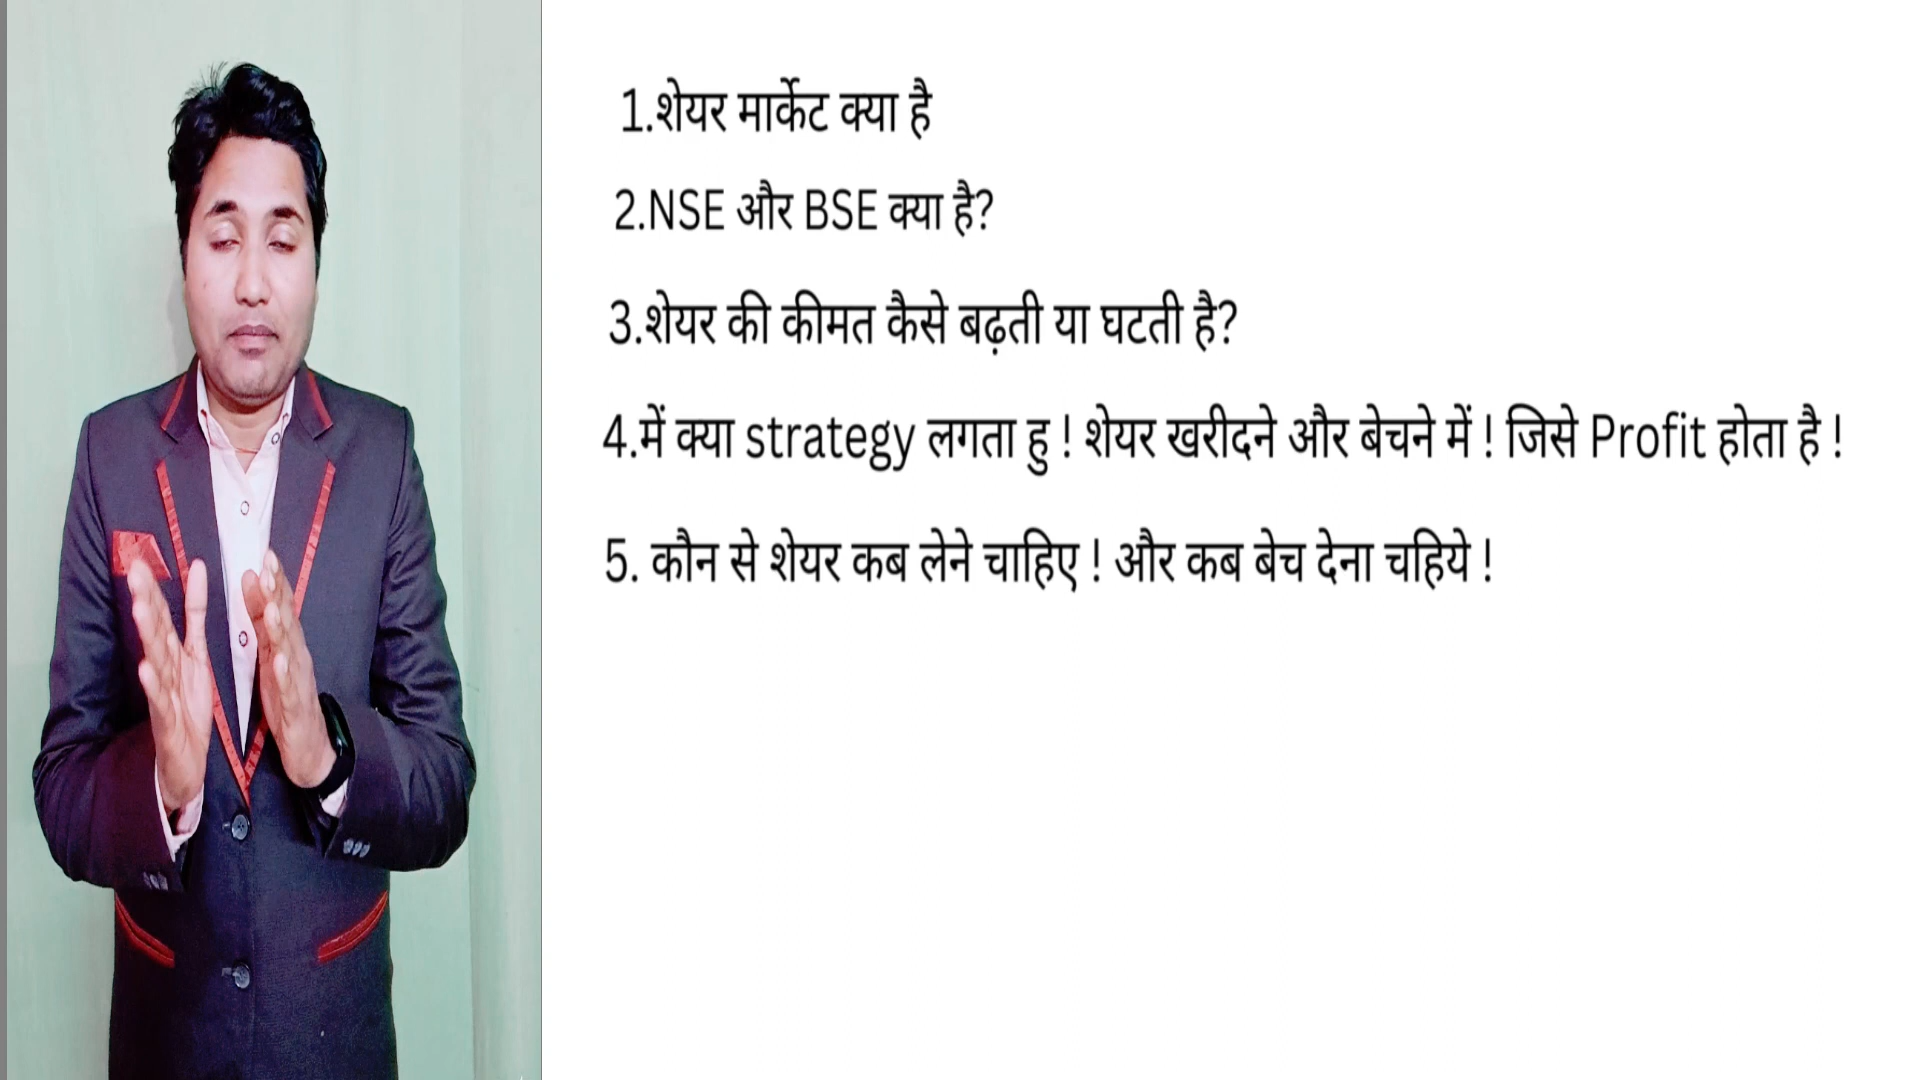 1.शेयर मार्केट क्या है
2.NSE और BSE क्या है?
3.शेयर की कीमत कैसे बढ़ती या घटती है?
4.में क्या strategy लगता हु ! शेयर खरीदने और बेचने में ! जिसे Profit होता है !
5. कौन से शेयर कब लेने चाहिए ! और कब बेच देना चहिये !